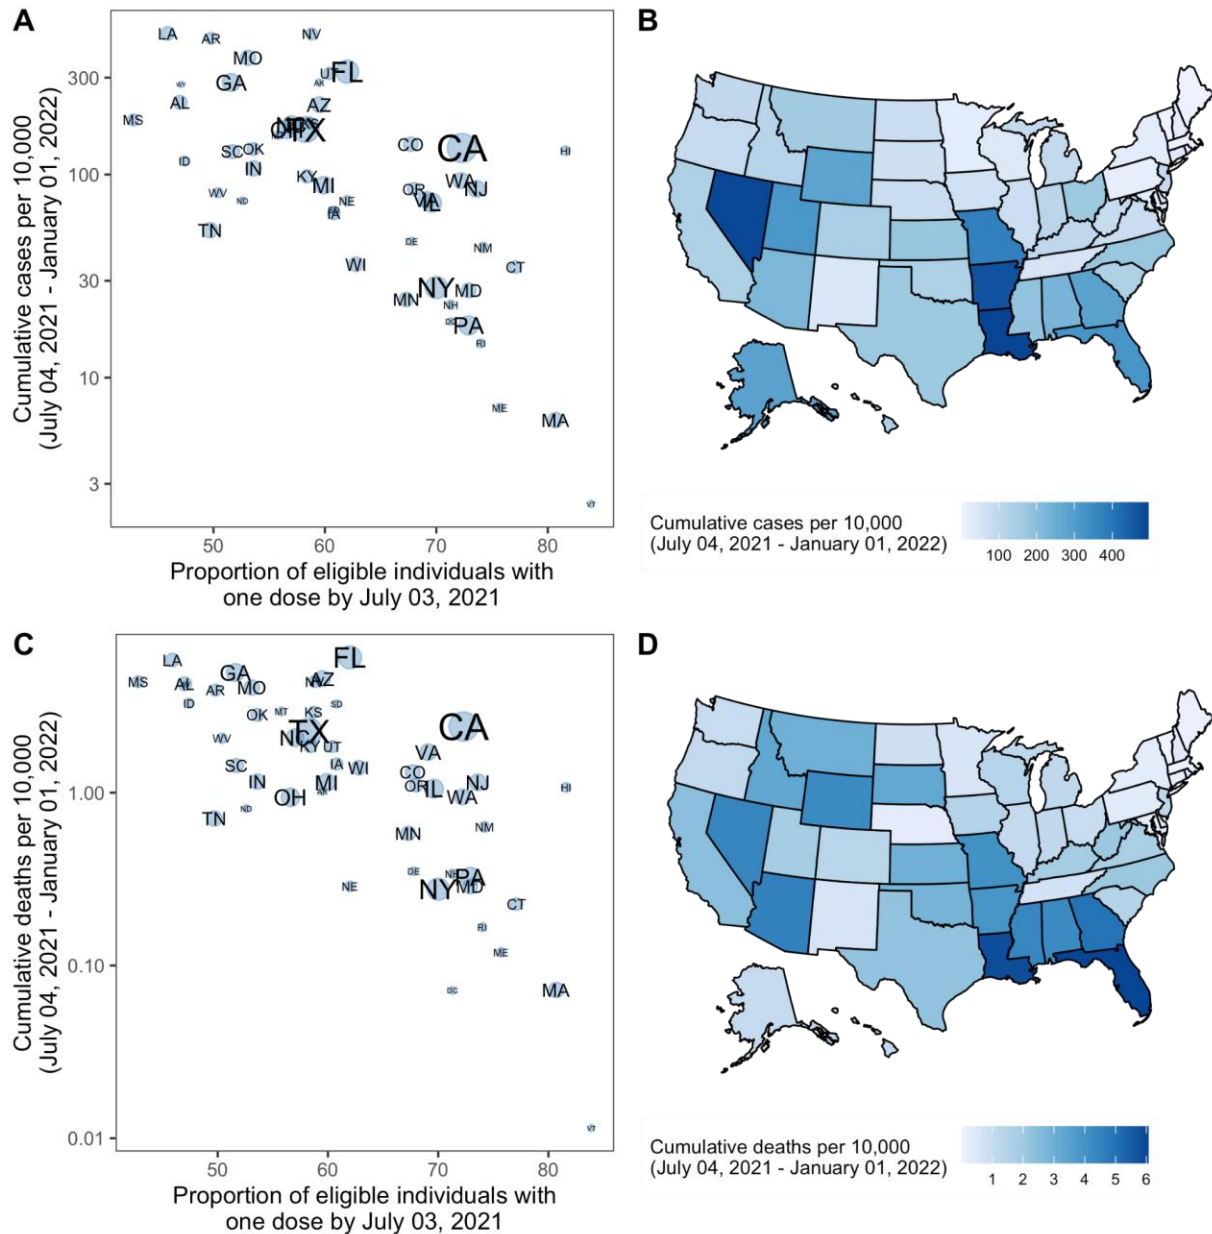 A
Cumulative cases per 10,000
(July 04, 2021 - January 01, 2022)
300
100
30
10
3
LA
AR
NV
MO
UT
FL
GA
AK
AL
AZ
MS
TX
CO
CA
HI
SC
OK
ID
IN
KY
MI
WA
NJ
OR
WV
ND
NE
VA
IL
TN
DE
NM
WI
CT
NY
MD
MN
NH
DC
PA
RI
ME
MA
VT
50
60
70
80
Proportion of eligible individuals with
one dose by July 03, 2021
B
Cumulative cases per 10,000
(July 04, 2021 - January 01, 2022)
100 200 300 400
C
Cumulative deaths per 10,000
(July 04, 2021 - January 01, 2022)
1.00
0.10
0.01
LA
FL
GA
MS
AL
AZ
NV
AR
MO
ID
SD
OK
MT
KS
TX
CA
WV
NC
KY
UT
VA
SC
IA
WI
CO
IN
MI
OR
IL
NJ
HI
OH
AK
WA
ND
TN
MN
NM
DE
NH
PA
NE
NY
MD
CT
RI
ME
DC
MA
VT
50
60
70
80
Proportion of eligible individuals with
one dose by July 03, 2021
D
Cumulative deaths per 10,000
(July 04, 2021 - January 01, 2022)
1 2 3 4 5 6